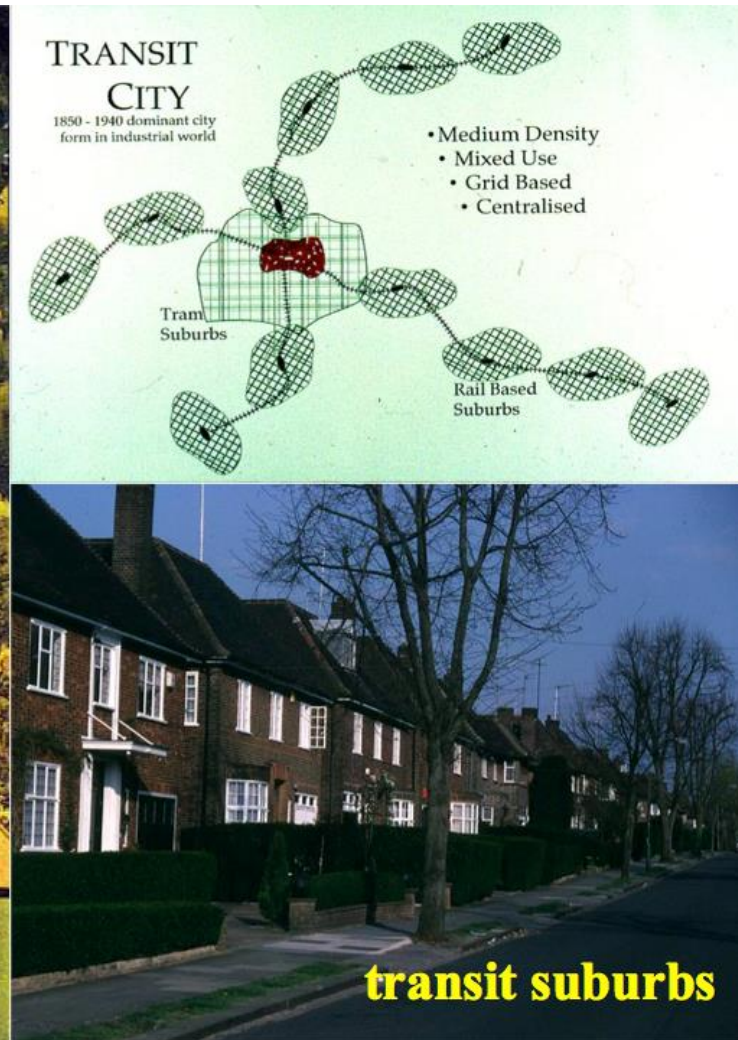 TRANSIT
CITY
1850 - 1940 dominant city
form in industrial world
•Medium Density
• Mixed Use
• Grid Based
• Centralised
Tram
Suburbs
Rail Based
Suburbs
transit suburbs